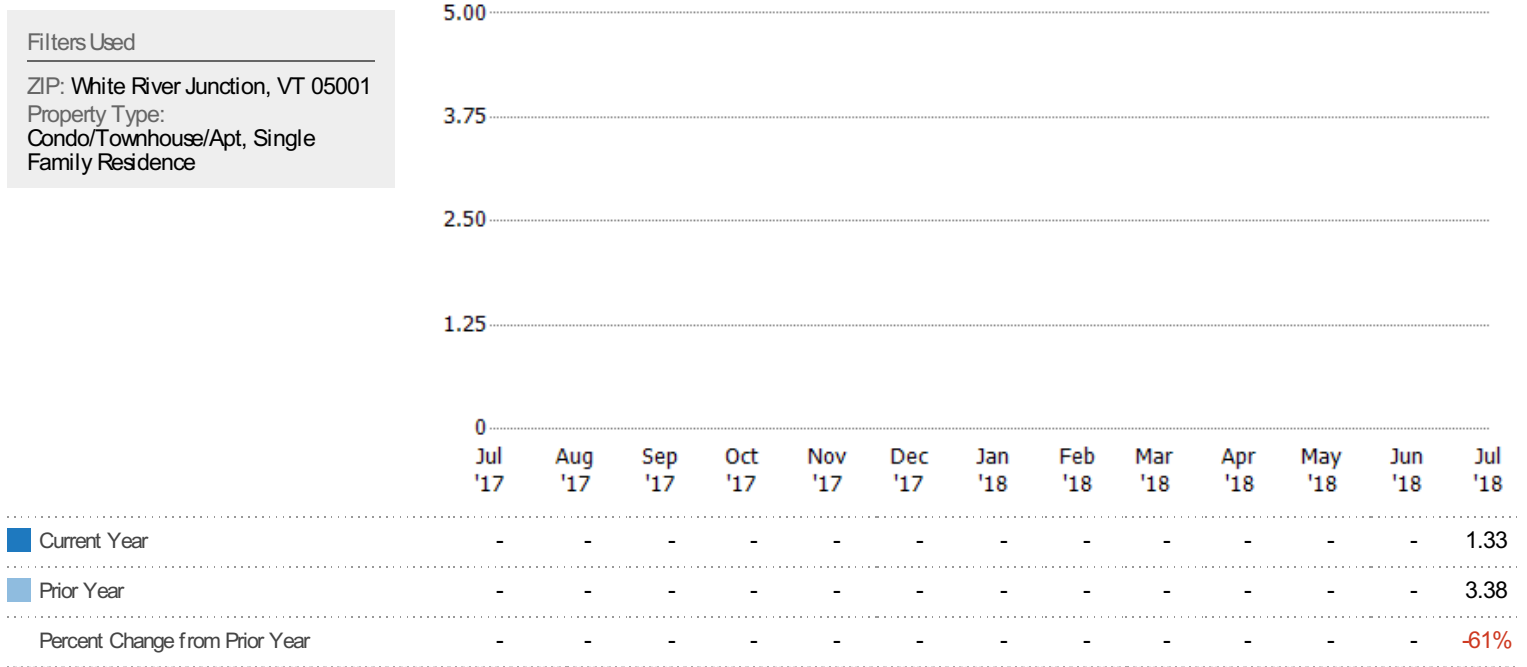 Filters Used
ZIP: White River Junction, VT 05001
Property Type:
Condo/Townhouse/Apt, Single
Family Residence
5.00
3.75
2.50
1.25
0
Jul Aug Sep Oct Nov Dec Jan Feb Mar Apr May Jun Jul
'17 '17 '17 '17 '17 '17 '18 '18 '18 '18 '18 '18 '18
Current Year - - - - - - - - - - - - 1.33
Prior Year - - - - - - - - - - - - 3.38
Percent Change from Prior Year - - - - - - - - - - - - -61%